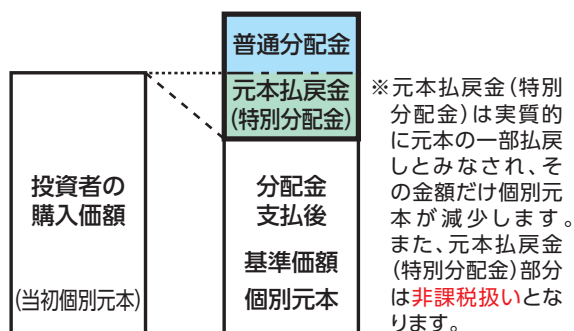 普通分配金
元本払戻金
(特別分配金)
投資者の
購入価額
(当初個別元本)
分配金
支払後
基準価額
個別元本
※元本払戻金(特別
分配金)は実質的
に元本の一部払戻
しとみなされ、そ
の金額だけ個別元
本が減少します。
また、元本払戻金
(特別分配金)部分
は非課税扱いとな
ります。